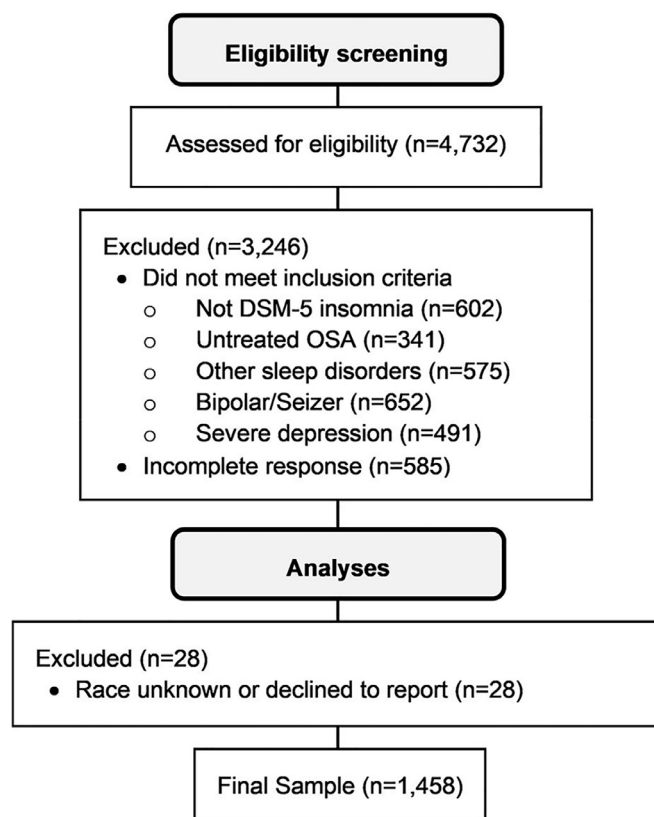 Eligibility screening
Assessed for eligibility (n=4,732)
Excluded (n=3,246)
• Did not meet inclusion criteria
o Not DSM-5 insomnia (n=602)
o Untreated OSA (n=341)
o Other sleep disorders (n=575)
o Bipolar/Seizer (n=652)
o Severe depression (n=491)
• Incomplete response (n=585)
Analyses
Excluded (n=28)
• Race unknown or declined to report (n=28)
Final Sample (n=1,458)